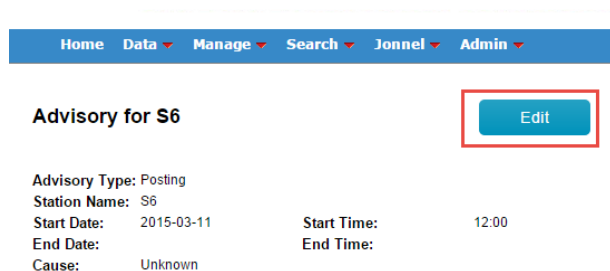 Home Data Manage Search Jonnel Admin
Advisory for S6 Edit
Advisory Type: Posting
Station Name: S6
Start Date: 2015-03-11 Start Time: 12:00
End Date: End Time:
Cause: Unknown